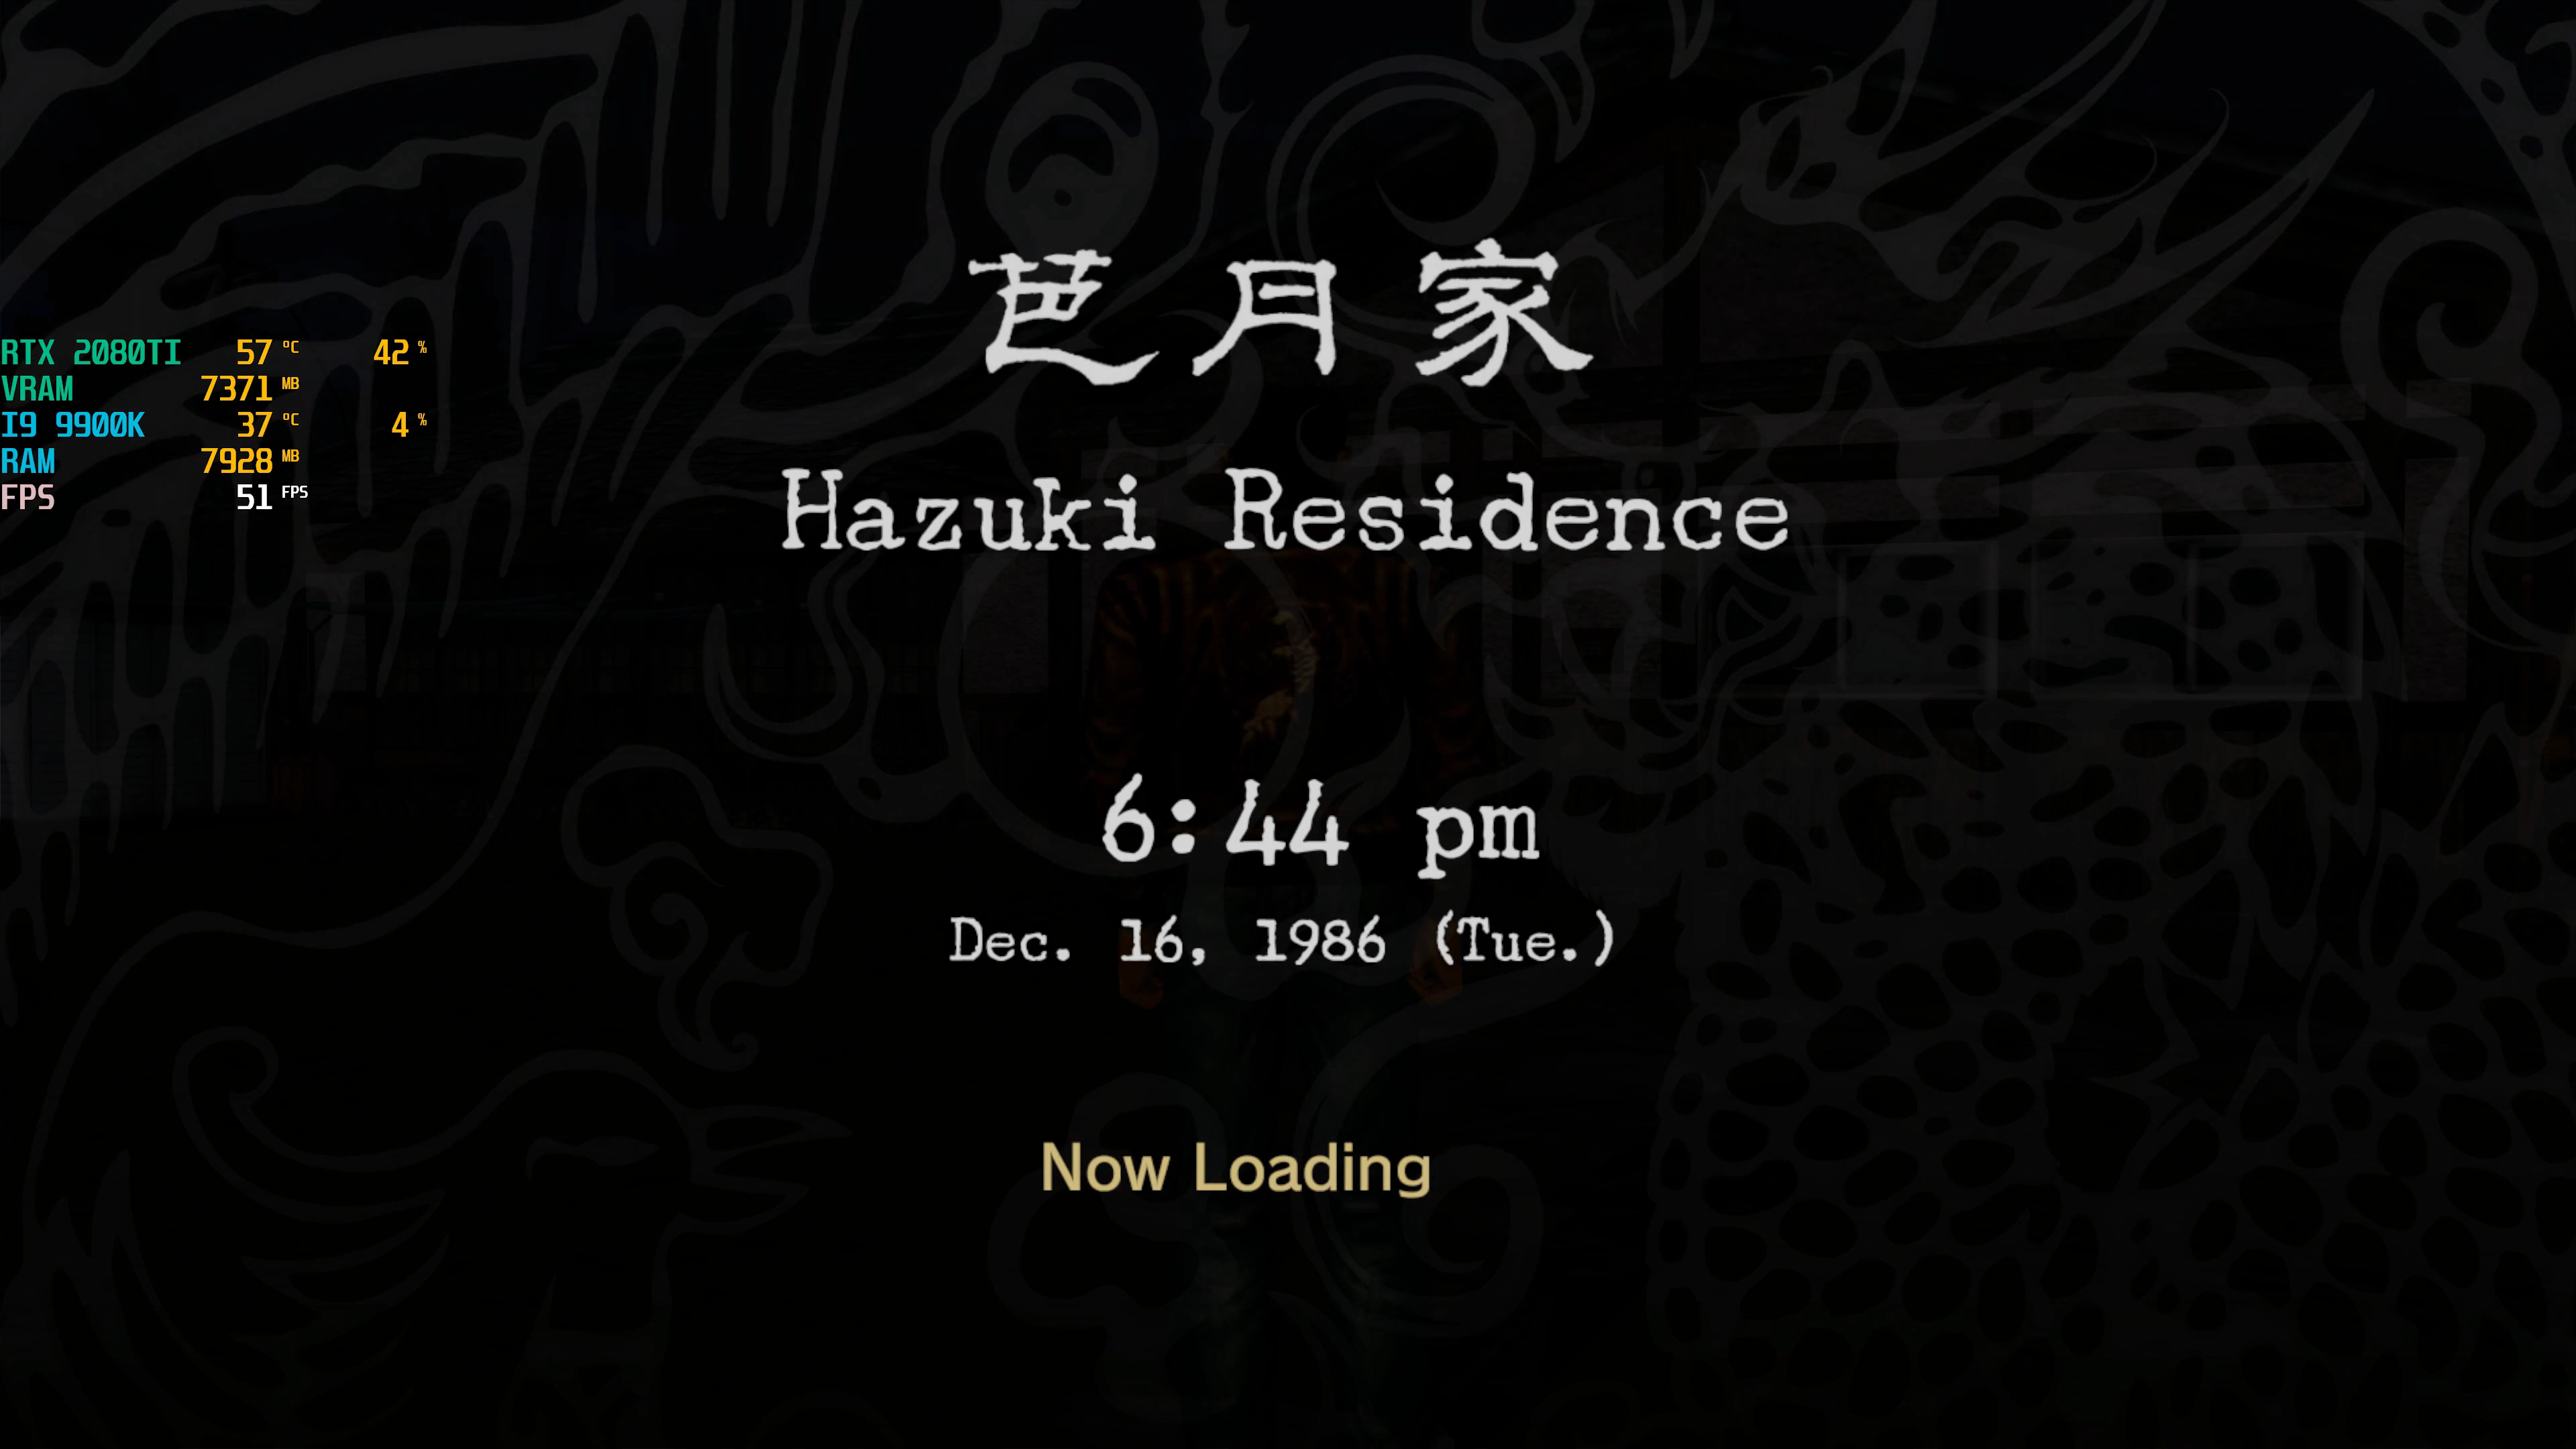 芭月家
Hazuki Residence
RTX 2080TI 57 °C 42 %
VRAM 7371 MB
I9 9900K 37 °C 4 %
RAM 7928 MB
FPS 51 FPS
6:44 pm
Dec. 16, 1986 (Tue.)
Now Loading